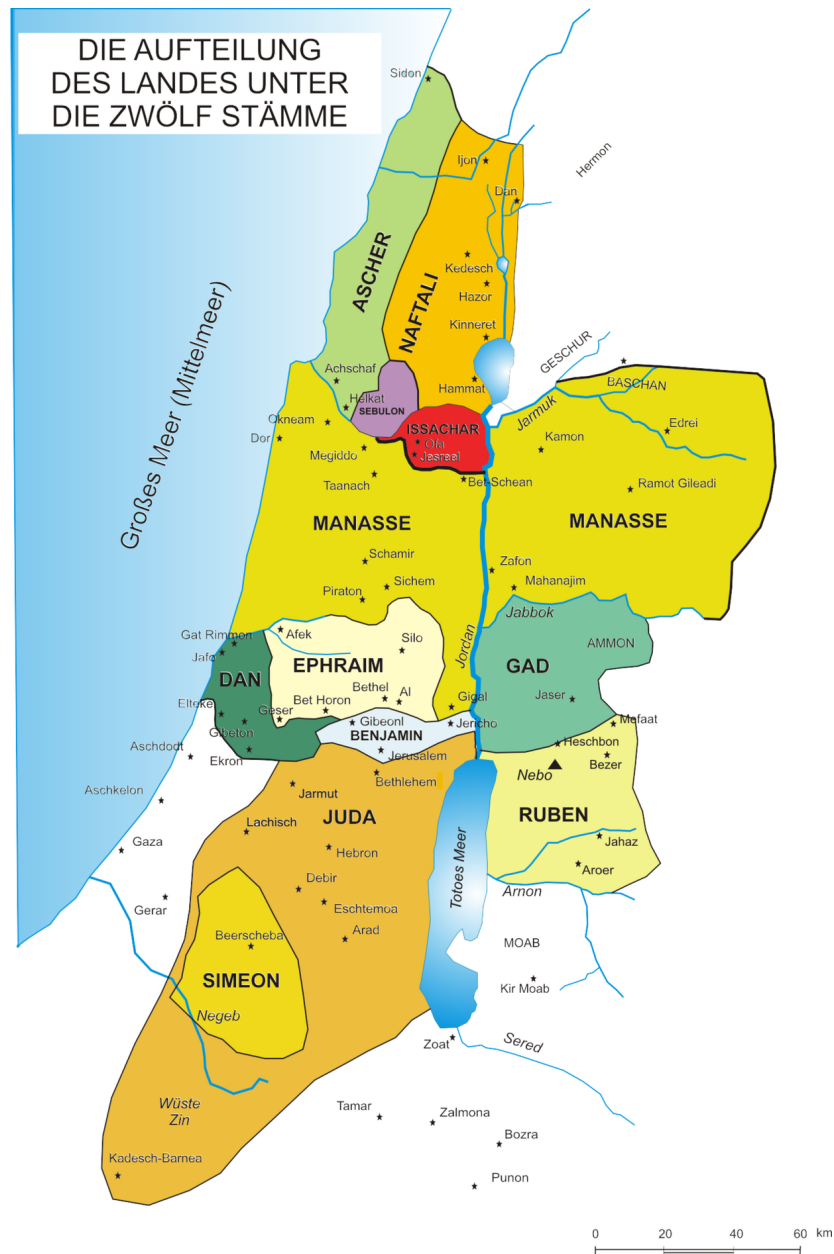 DIE AUFTEILUNG
DES LANDES UNTER
DIE ZWÖLF STÄMME
Sidon
Ijon
Hermon
Dan
ASCHER
NAFTALI
Kedesch
Hazor
Kinneret
Großes Meer ((Mittelmeer)
GESCHUR
BASCHAN
Achschaf
Hammat
Helkat
SEBULON
Jarmuk
Okneam
ISSACHAR
Edrei
Dor
Ofa
Kamon
Megiddo
Jesreel
Taanach
Bet-Schean
Ramot Gileadi
MANASSE
MANASSE
Schamir
Zafon
Sichem
Mahanajim
Piraton
Jabbok
Gat Rimmon
Afek
Silo
Jordan
AMMON
Jafo
EPHRAIM
GAD
DAN
Bethel
AI
Jaser
Elteke
Geser
Bet Horon
Gigal
Gibeonl
Jericho
Mefaat
Gibeton
BENJAMIN
Heschbon
Aschdodt
Ekron
Jerusalem
Bezer
Nebo
Bethlehem
Aschkelon
Jarmut
JUDA
RUBEN
Lachisch
Jahaz
Gaza
Hebron
Totoes Meer
Aroer
Debir
Arnon
Gerar
Eschtemoa
Arad
Beerscheba
MOAB
SIMEON
Kir Moab
Negeb
Zoat
Sered
Wüste
Zin
Tamar
Zalmona
Bozra
Kadesch-Barnea
Punon
0 20 40 60 km